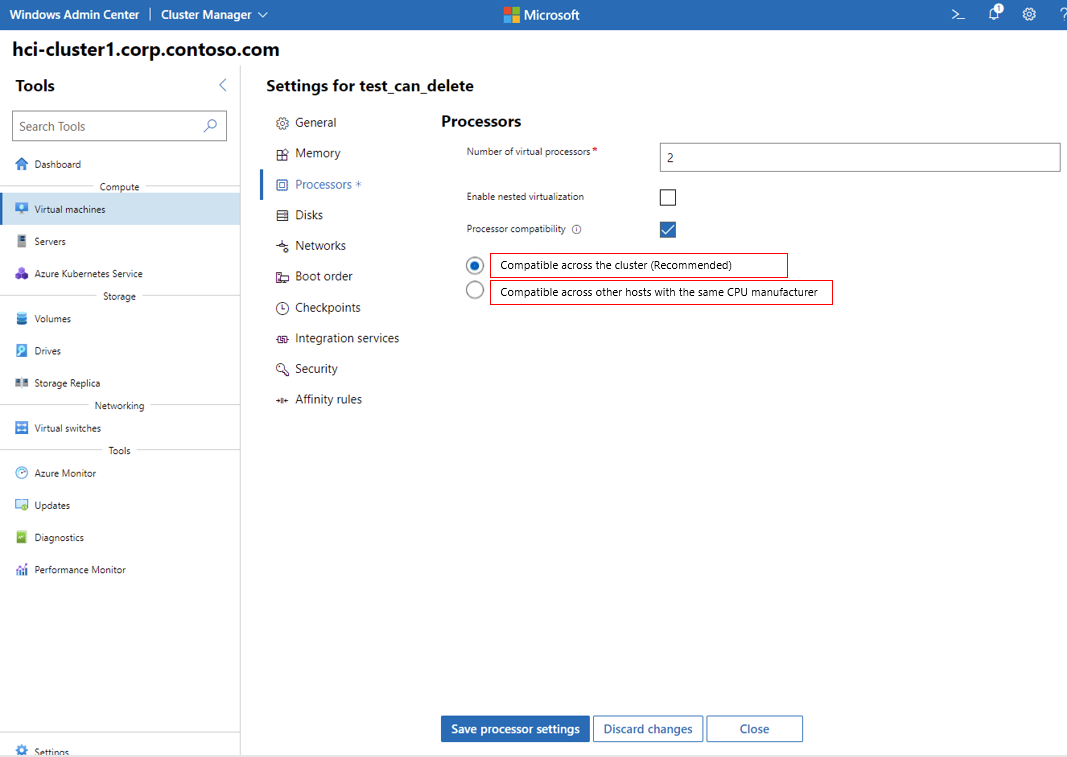 Windows Admin Center | Cluster Manager
Microsoft
1
?
hci-cluster1.corp.contoso.com
Tools
Search Tools
Dashboard
Compute
Virtual machines
Servers
Azure Kubernetes Service
Storage
Volumes
Drives
Storage Replica
Networking
Virtual switches
Tools
Azure Monitor
Updates
Diagnostics
Performance Monitor
Settings
Settings for test_can_delete
General
Memory
Processors *
Disks
Networks
Boot order
Checkpoints
Integration services
Security
Affinity rules
Processors
Number of virtual processors *
2
Enable nested virtualization
Processor compatibility
Compatible across the cluster (Recommended)
Compatible across other hosts with the same CPU manufacturer
Save processor settings
Discard changes
Close